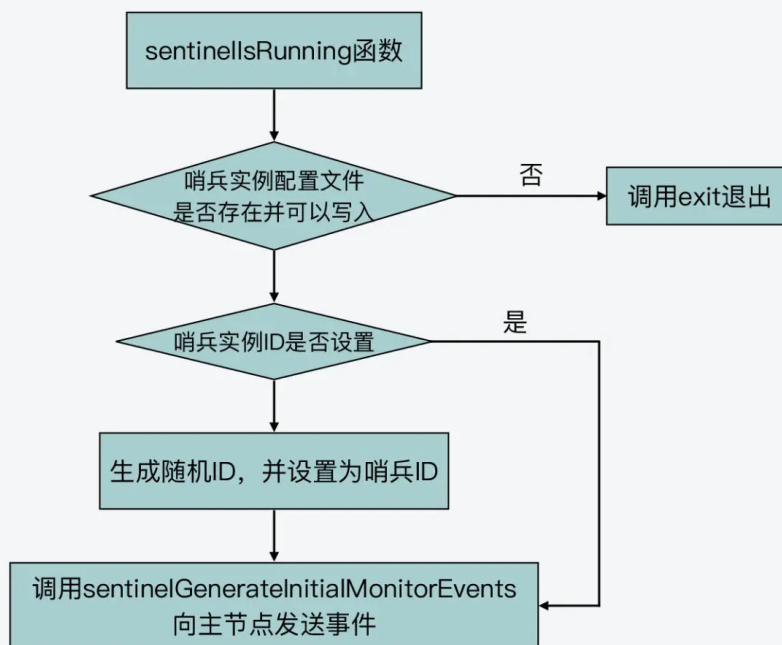 sentinelIsRunning函数
哨兵实例配置文件
是否存在并可以写入
否
调用exit退出
哨兵实例ID是否设置
是
生成随机ID，并设置为哨兵ID
调用sentinelGenerateInitialMonitorEvents
向主节点发送事件